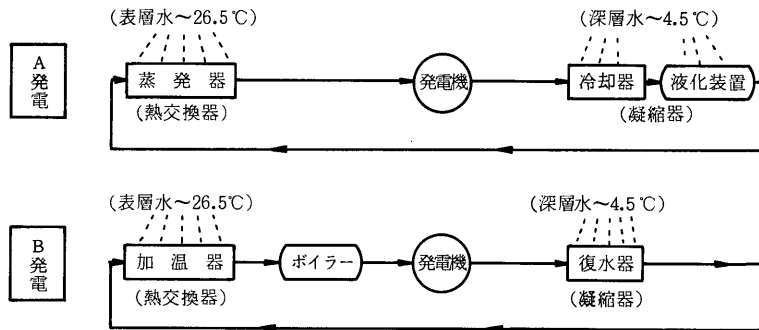 (表層水～26.5℃)
(深層水～4.5℃)
A発電
蒸発器
発電機
冷却器
液化装置
(熱交換器)
(凝縮器)
(表層水～26.5℃)
(深層水～4.5℃)
B発電
加温器
ボイラー
発電機
復水器
(熱交換器)
(凝縮器)